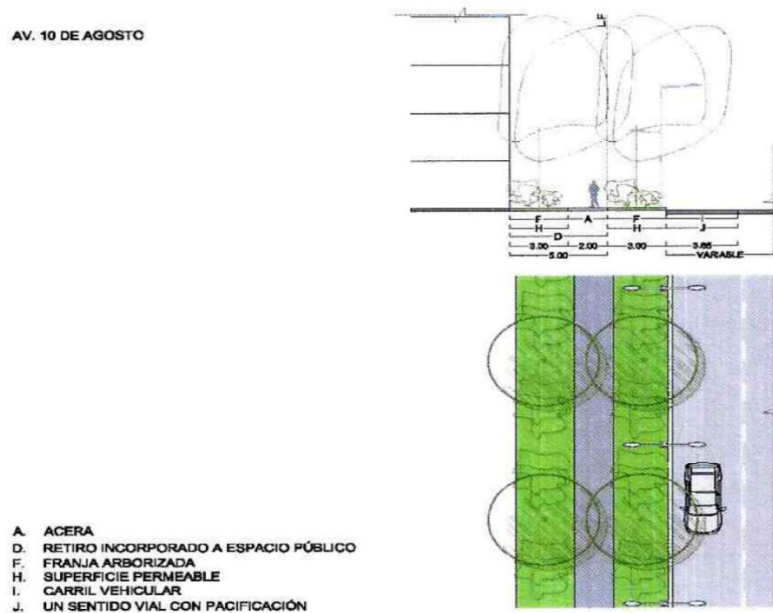 AV. 10 DE AGOSTO
L.F
F A F I
H H J
D
3.00 2.00 3.00 3.65
5.00 VARIABLE
A. ACERA
D. RETIRO INCORPORADO A ESPACIO PÚBLICO
F. FRANJA ARBORIZADA
H. SUPERFICIE PERMEABLE
I. CARRIL VEHICULAR
J. UN SENTIDO VIAL CON PACIFICACIÓN